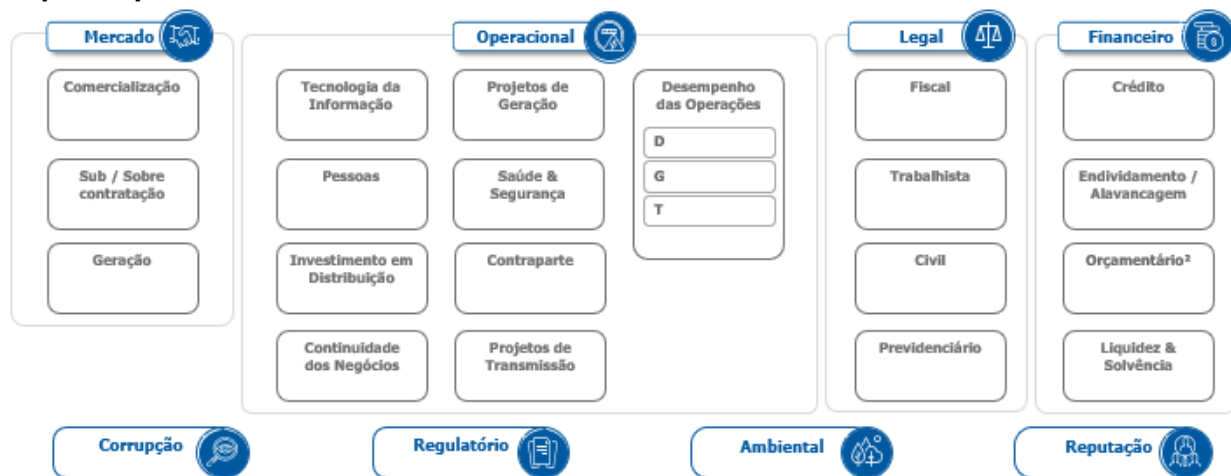 Mercado
Comercialização
Sub / Sobre
contratação
Geração
Operacional
Tecnologia da
Informação
Pessoas
Investimento em
Distribuição
Continuidade
dos Negócios
Projetos de
Geração
Saúde &
Segurança
Contraparte
Projetos de
Transmissão
Desempenho
das Operações
D
G
T
Legal
Fiscal
Trabalhista
Civil
Previdenciário
Financeiro
Crédito
Endividamento /
Alavancagem
Orçamentário²
Liquidez &
Solvência
Corrupção
Regulatório
Ambiental
Reputação